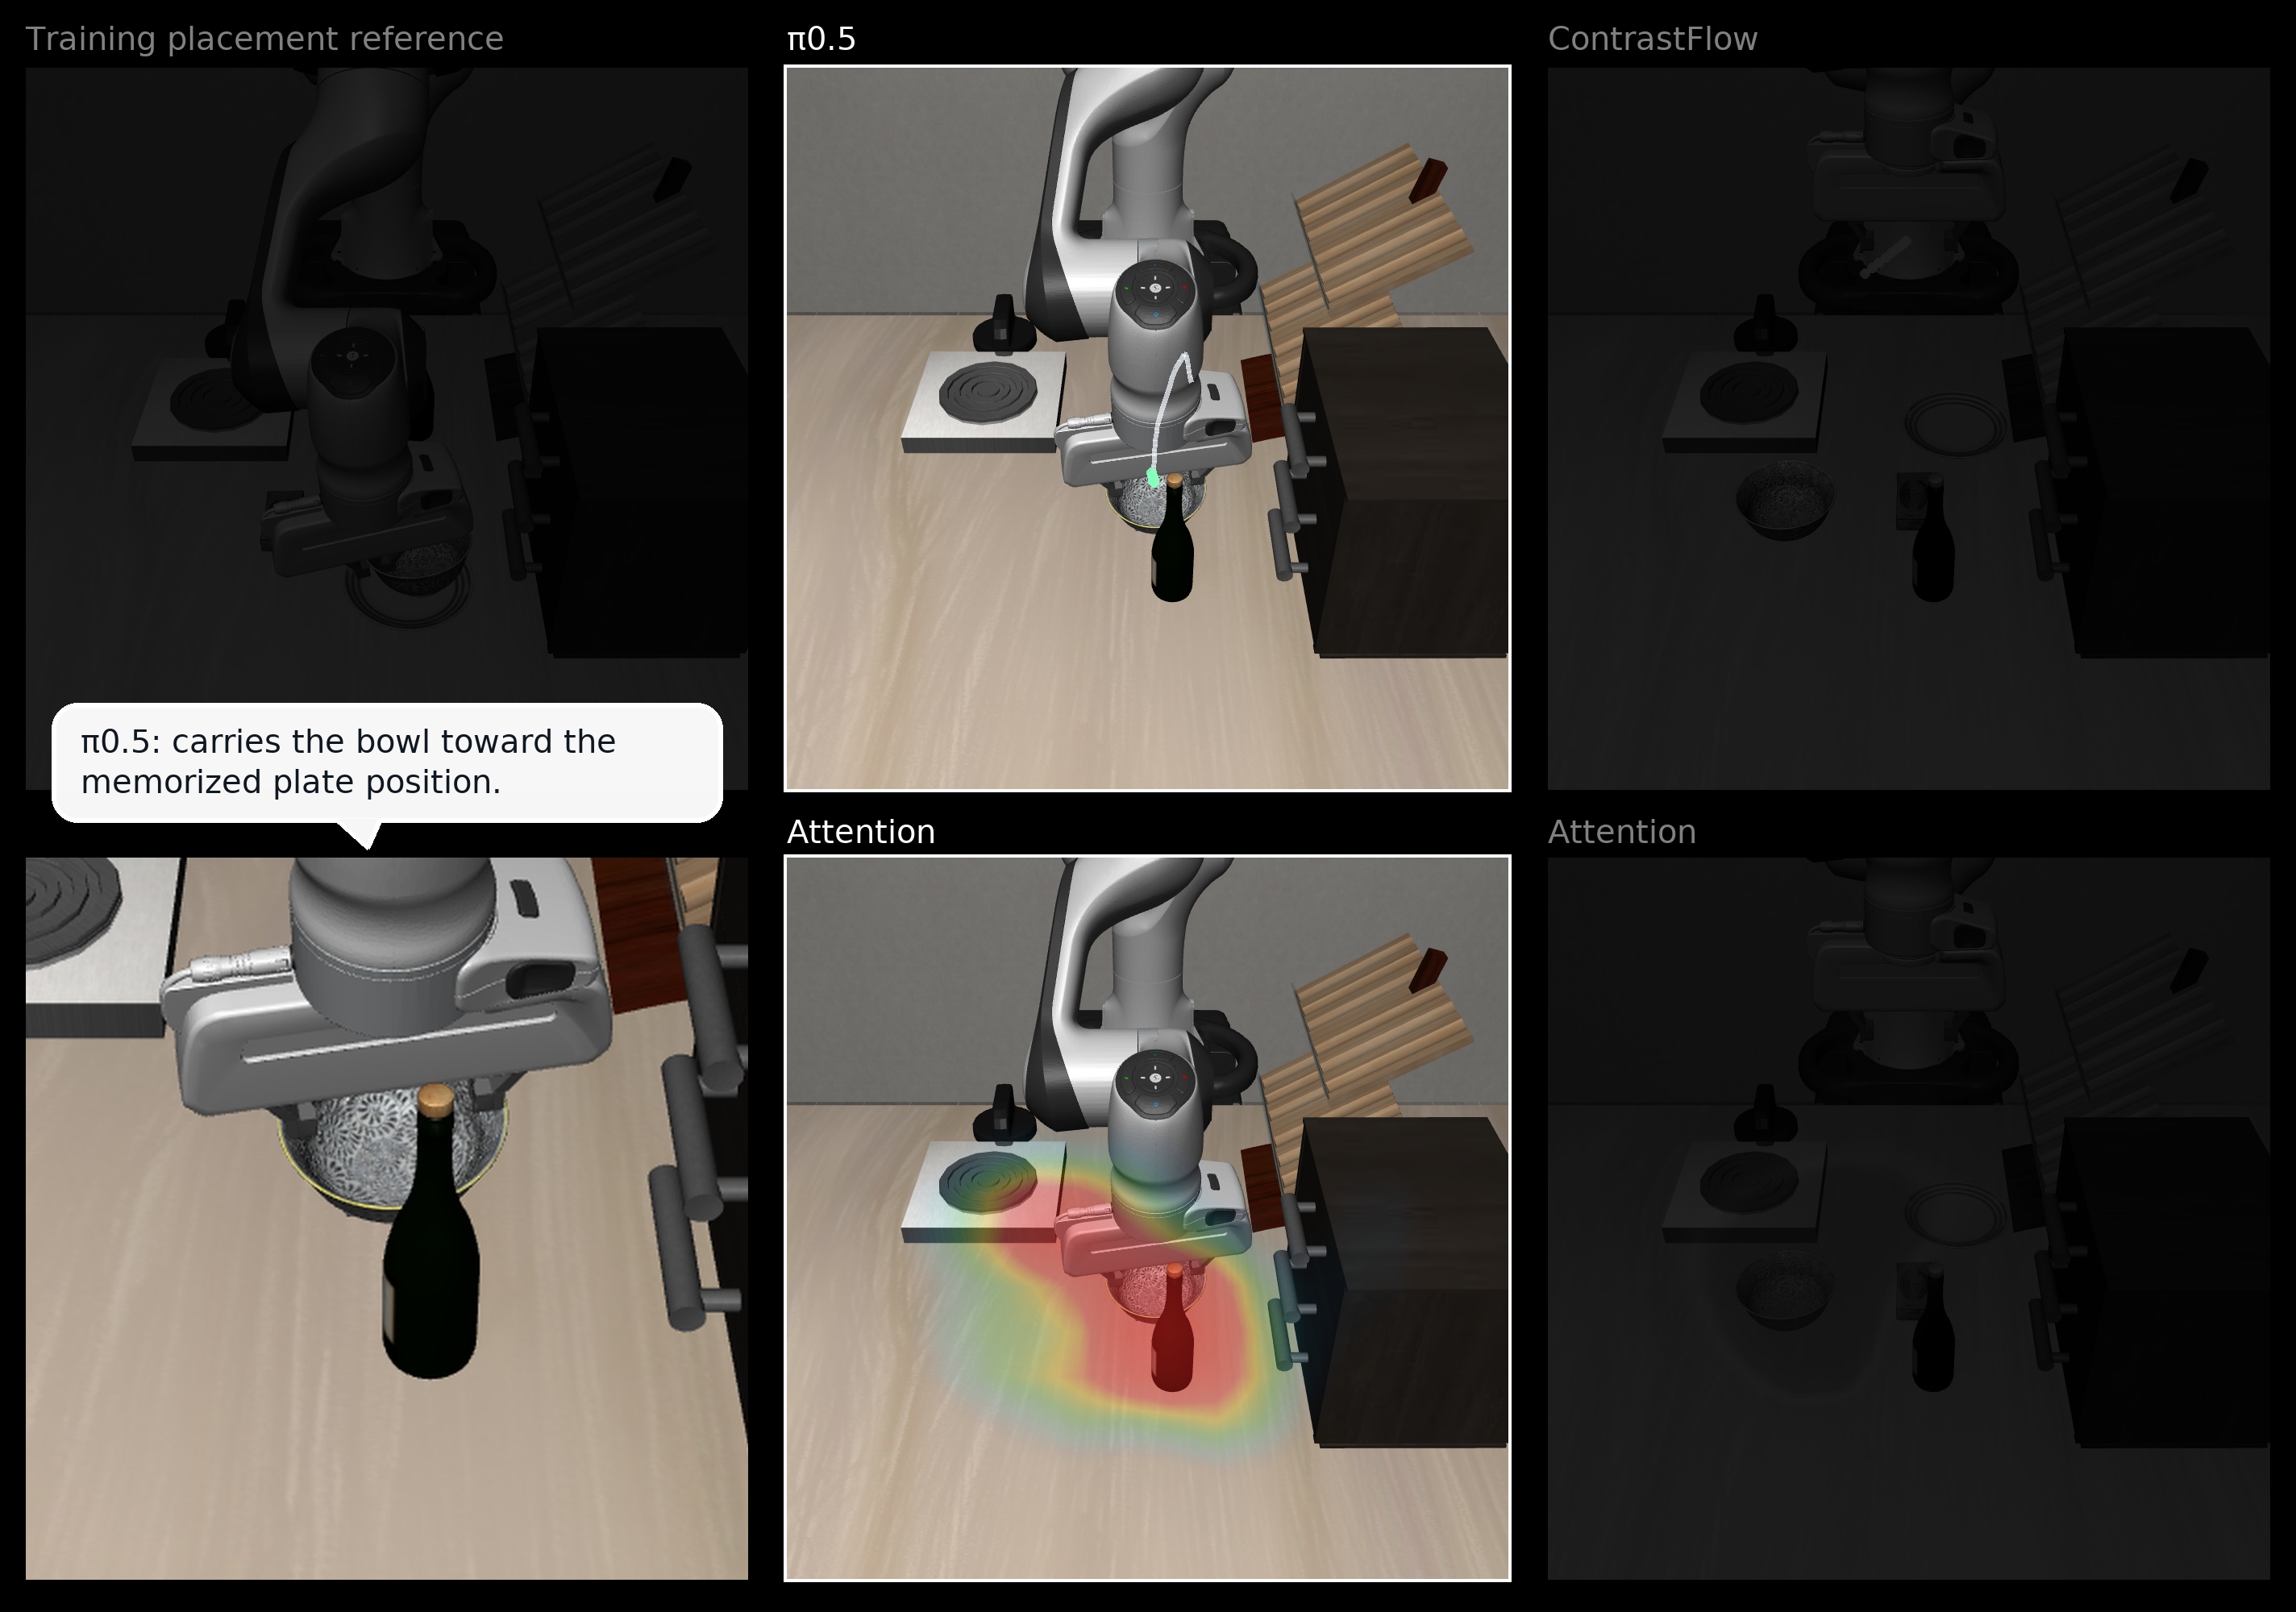 Training placement reference
π0.5
ContrastFlow
π0.5: carries the bowl toward the
memorized plate position.
Attention
Attention